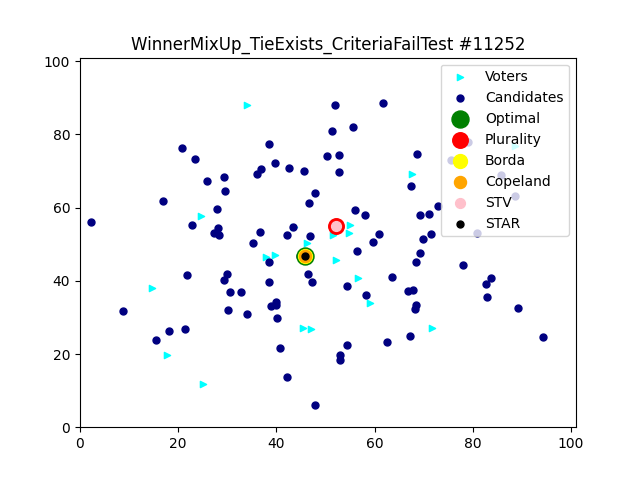 WinnerMixUp_TieExists_CriteriaFailTest #11252
100
80
60
40
20
0
0 20 40 60 80 100
Voters
Candidates
Optimal
Plurality
Borda
Copeland
STV
STAR